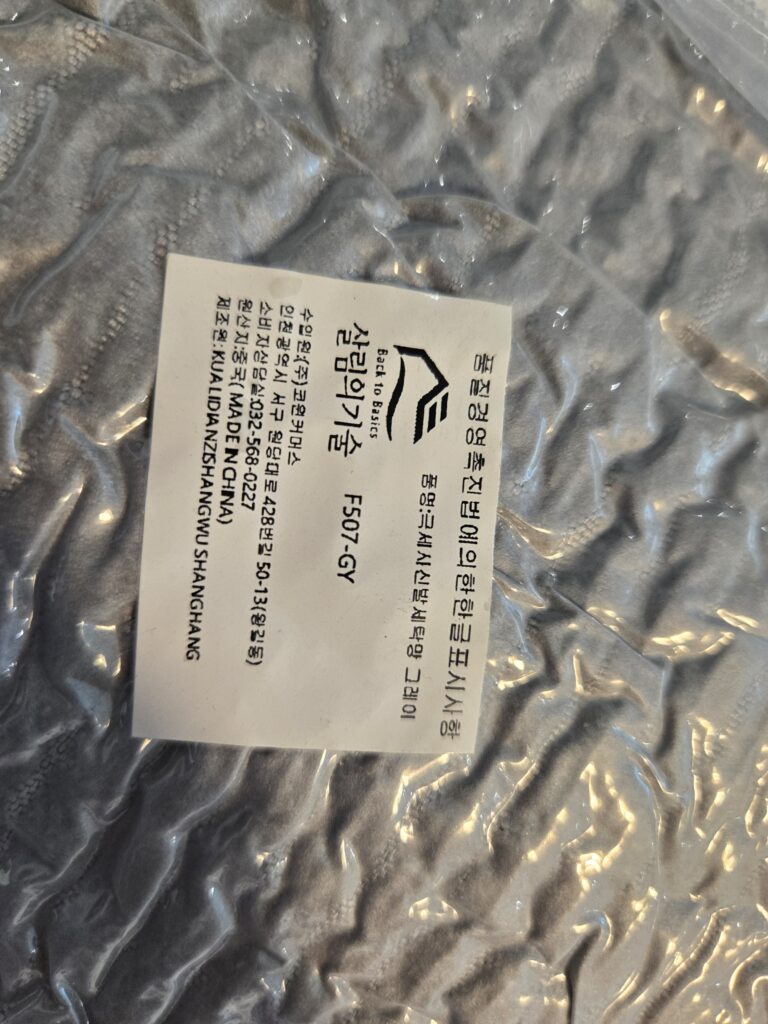 품질경영촉진법에의한한글표시사항
품명:극세사신발세탁망 그레이
Back to Basics
살림의기술 F507-GY
수입원:(주)코원커머스
인천광역시 서구 원당대로 428번길 50-13(왕길동)
소비자상담실:032-568-0227
원산지:중국( MADE IN CHINA)
제조원:KUALIDIANZISHANGWU SHANGHANG